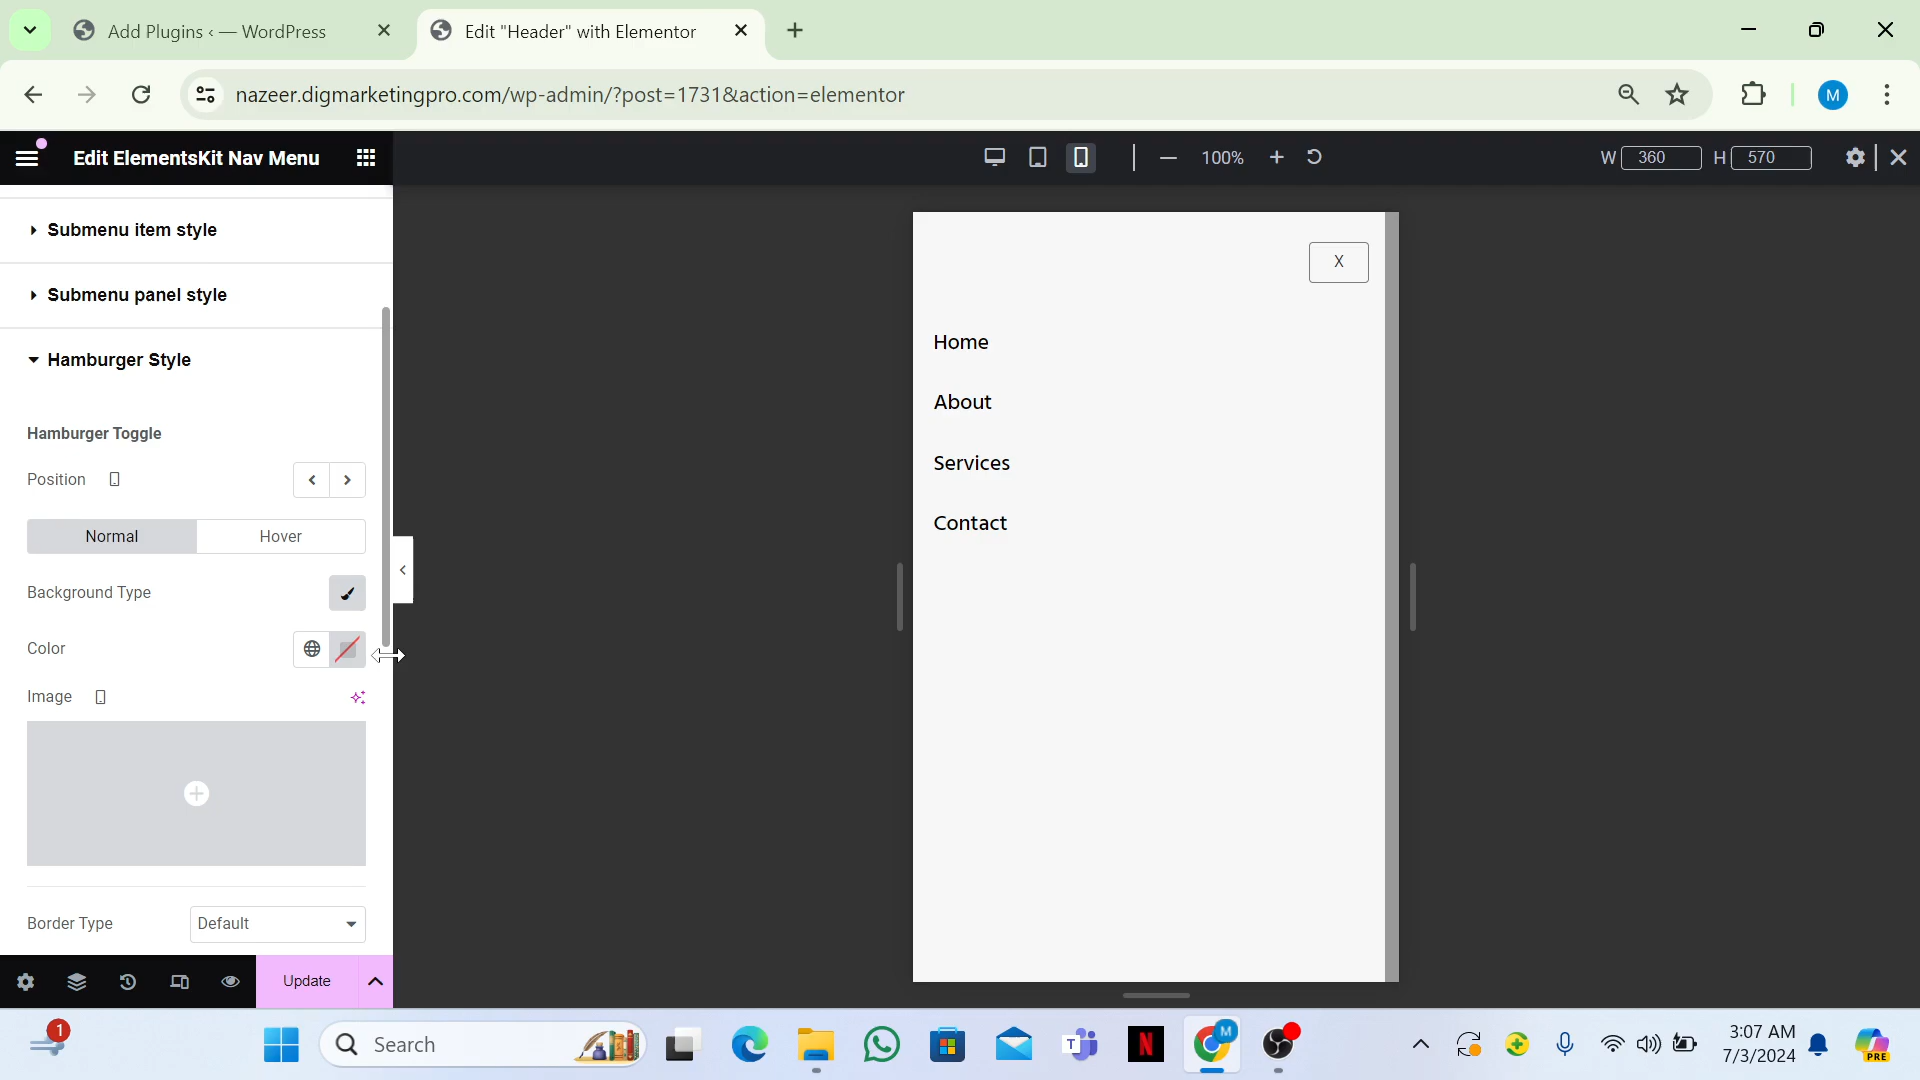 Add Plugins ‹ — WordPress
Edit "Header" with Elementor
nazeer.digmarketingpro.com/wp-admin/?post=1731&action=elementor
M
Edit ElementsKit Nav Menu
100%
W 360 H 570
Submenu item style
Submenu panel style
Hamburger Style
Hamburger Toggle
Position
Normal
Hover
Background Type
Color
Image
Border Type
Default
Update
X
Home
About
Services
Contact
1
Search
T
N
M
3:07 AM
7/3/2024
PRE